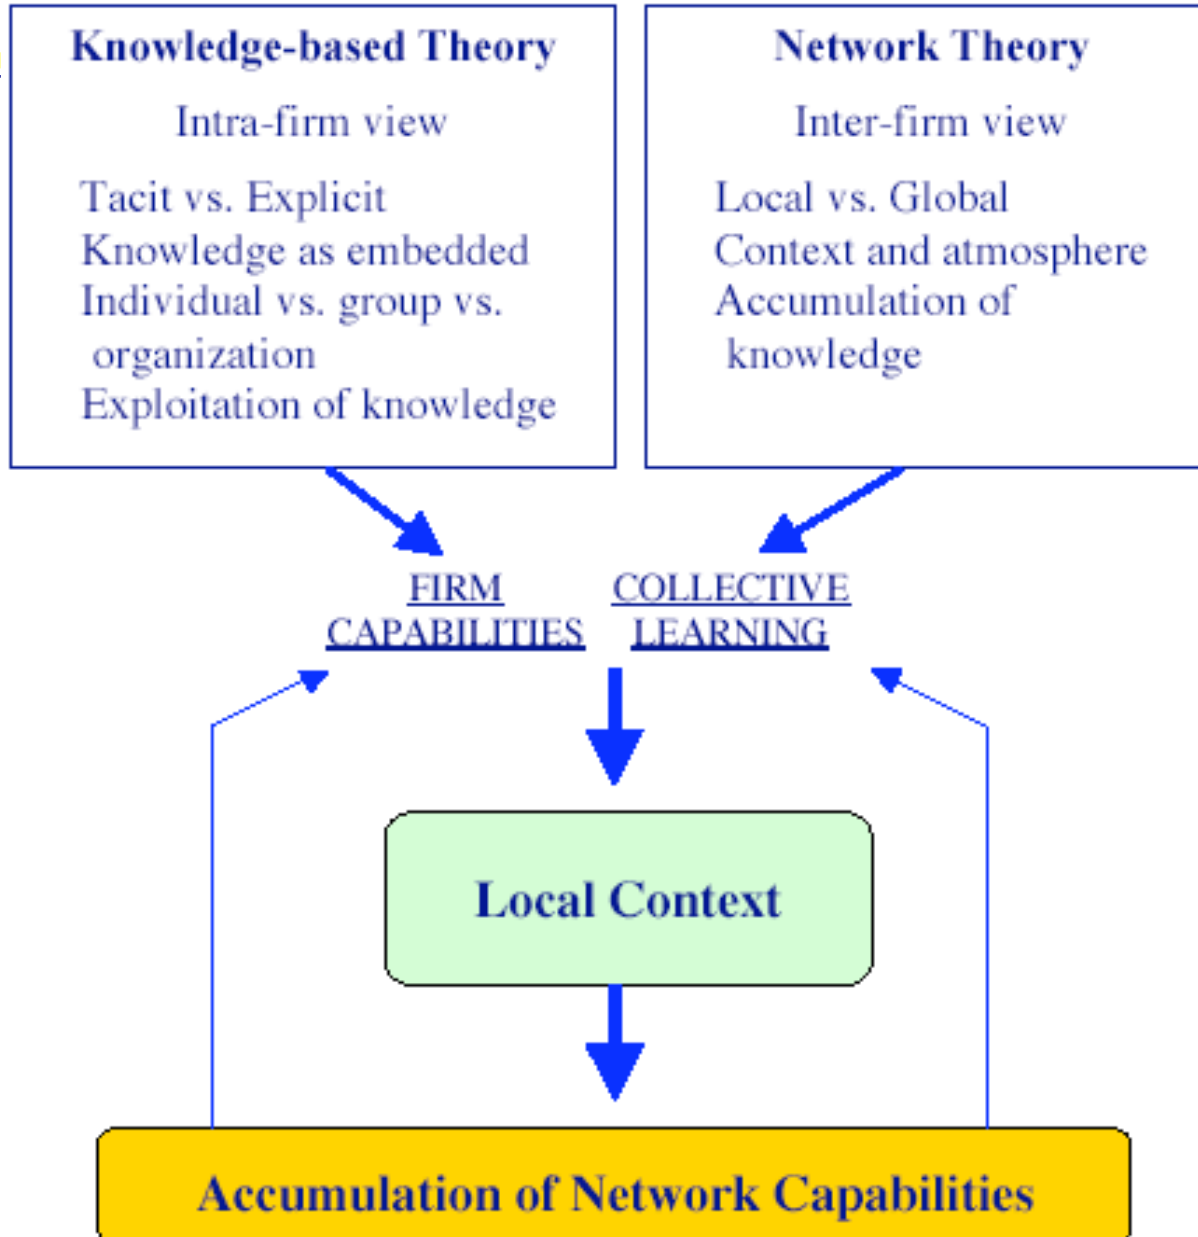 Knowledge-based Theory
Intra-firm view
Tacit vs. Explicit
Knowledge as embedded
Individual vs. group vs.
organization
Exploitation of knowledge
Network Theory
Inter-firm view
Local vs. Global
Context and atmosphere
Accumulation of
knowledge
FIRM
CAPABILITIES
COLLECTIVE
LEARNING
Local Context
Accumulation of Network Capabilities